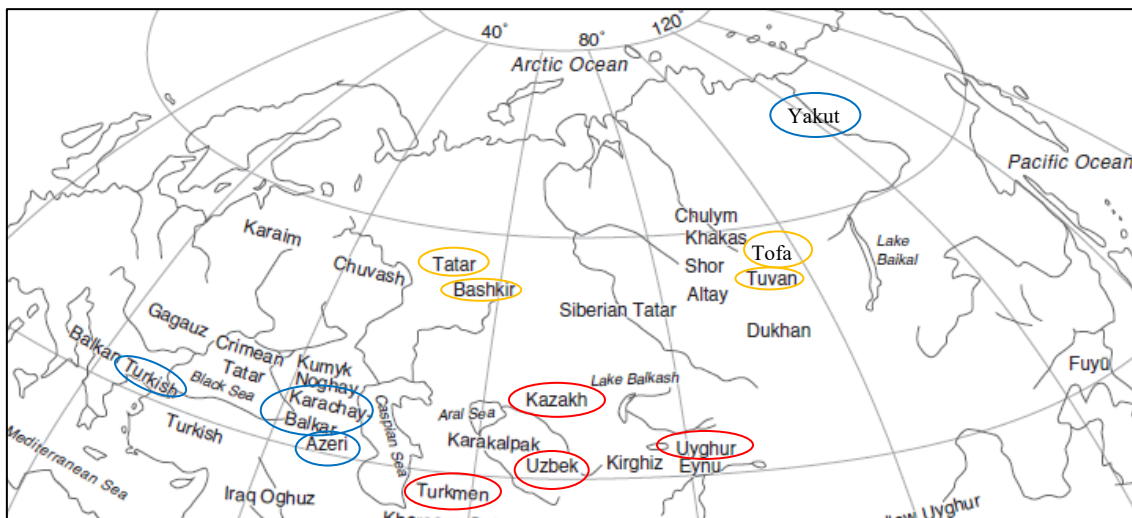 40°
80°
120°
Arctic Ocean
Yakut
Pacific Ocean
Chulym
Karaim
Khakas
Tofa
Lake
Baikal
Chuvash
Tatar
Shor
Tuvan
Bashkir
Altay
Gagauz
Siberian Tatar
Dukhan
Balkan
Turkish
Crimean
Tatar
Kumyk
Noghay
Fuyü
Black Sea
Karachay-
Balkar
Lake Balkash
Kazakh
Caspian Sea
Aral Sea
Turkish
Azeri
Karakalpak
Uyghur
Mediterranean Sea
Uzbek
Kirghiz
Eynu
Iraq Oghuz
Turkmen
Uyghur